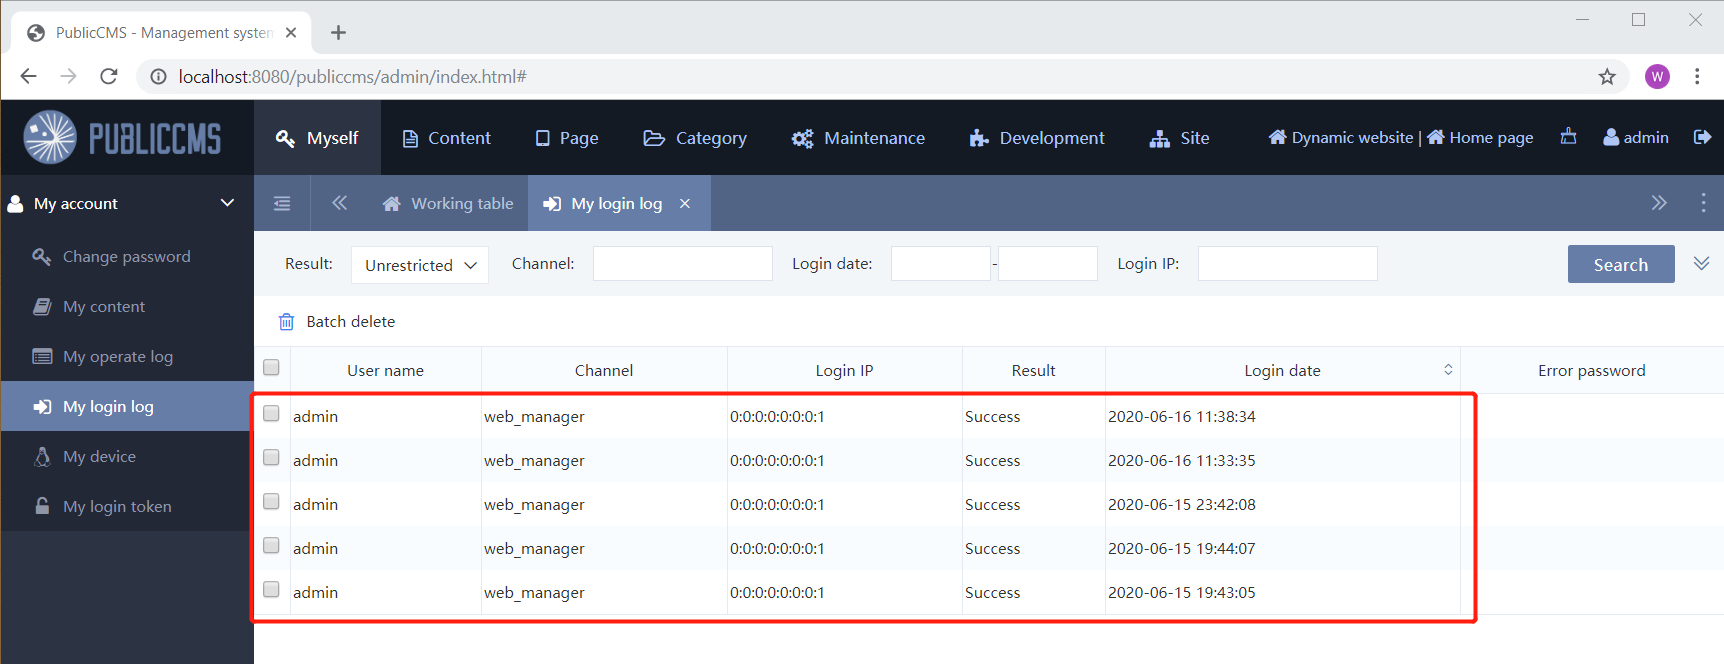 PublicCMS - Management system
localhost:8080/publiccms/admin/index.html#
W
PUBLICCMS
Myself
Content
Page
Category
Maintenance
Development
Site
Dynamic website | Home page
admin
My account
Working table
My login log
Change password
My content
My operate log
My login log
My device
My login token
Result: Unrestricted Channel: Login date: - Login IP: Search
Batch delete
User name Channel Login IP Result Login date Error password
admin web_manager 0:0:0:0:0:0:0:1 Success 2020-06-16 11:38:34
admin web_manager 0:0:0:0:0:0:0:1 Success 2020-06-16 11:33:35
admin web_manager 0:0:0:0:0:0:0:1 Success 2020-06-15 23:42:08
admin web_manager 0:0:0:0:0:0:0:1 Success 2020-06-15 19:44:07
admin web_manager 0:0:0:0:0:0:0:1 Success 2020-06-15 19:43:05